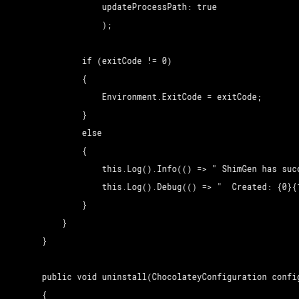 updateProcessPath: true
);
if (exitCode != 0)
{
Environment.ExitCode = exitCode;
}
else
{
this.Log().Info(() => " ShimGen has succ
this.Log().Debug(() => "  Created: {0}{
}
}
}
public void uninstall(ChocolateyConfiguration config
{